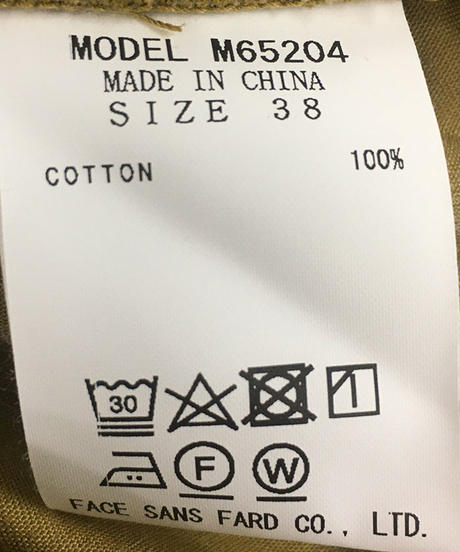 MODEL M65204
MADE IN CHINA
SIZE 38
COTTON 100%
30
F W
FACE SANS FARD CO., LTD.